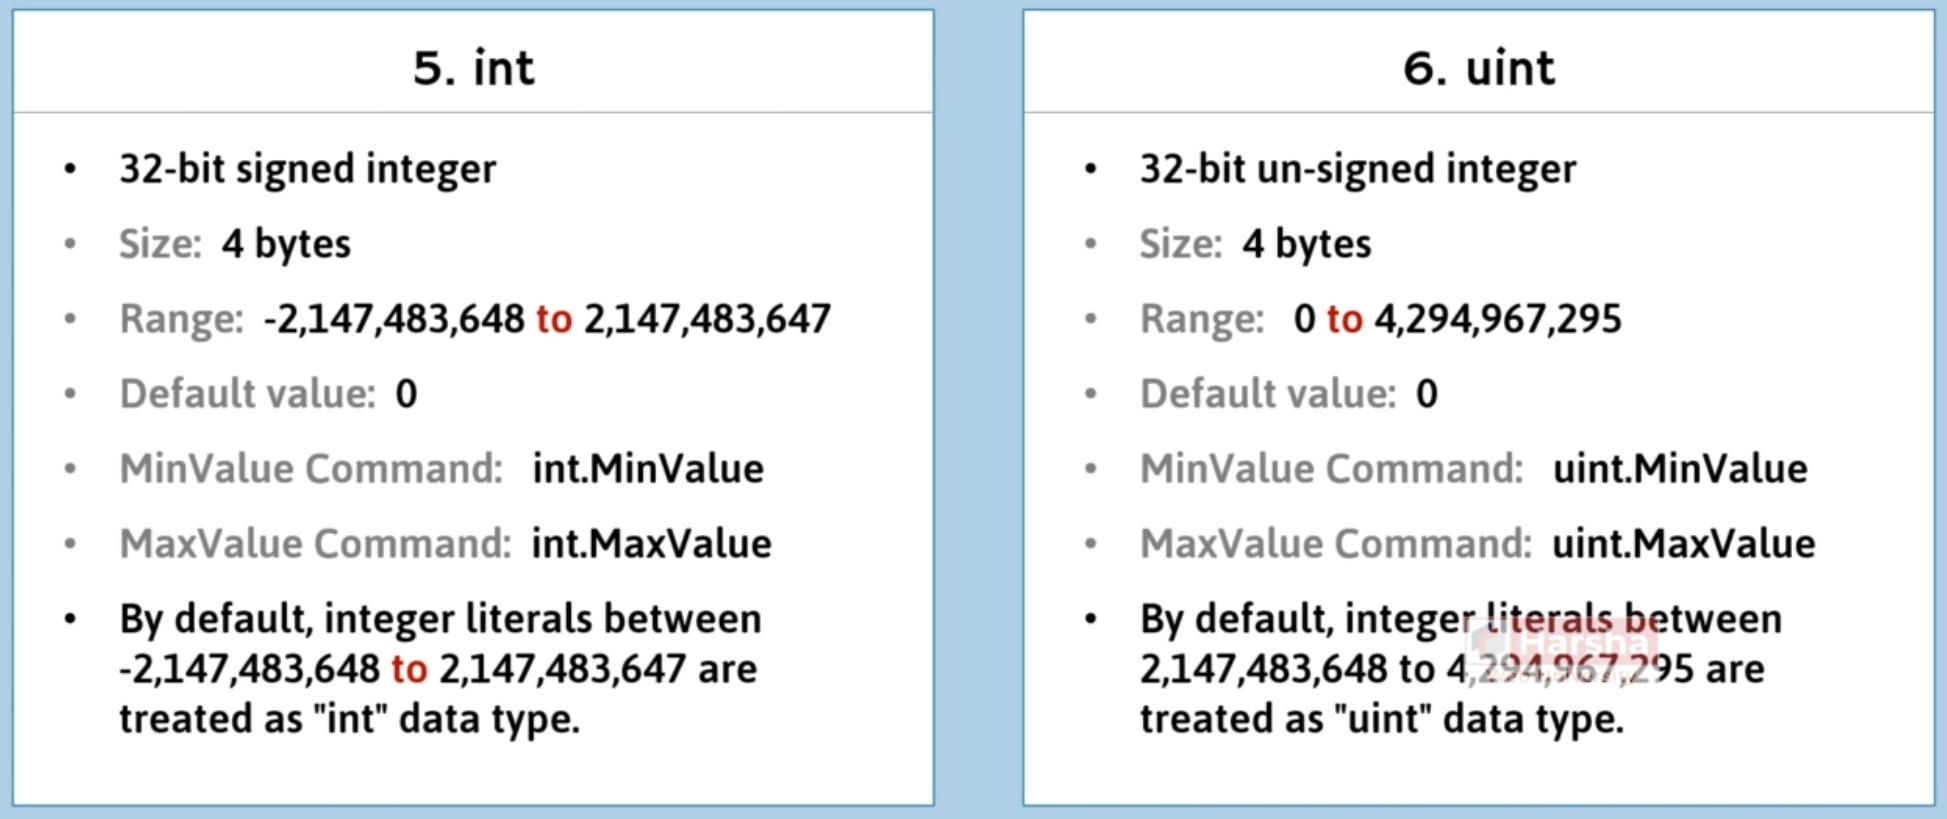 5. int
• 32-bit signed integer
• Size: 4 bytes
• Range: -2,147,483,648 to 2,147,483,647
• Default value: 0
• MinValue Command: int.MinValue
• MaxValue Command: int.MaxValue
• By default, integer literals between
-2,147,483,648 to 2,147,483,647 are
treated as "int" data type.
6. uint
• 32-bit un-signed integer
• Size: 4 bytes
• Range: 0 to 4,294,967,295
• Default value: 0
• MinValue Command: uint.MinValue
• MaxValue Command: uint.MaxValue
• By default, integer literals between
2,147,483,648 to 4,294,967,295 are
treated as "uint" data type.
Harsha